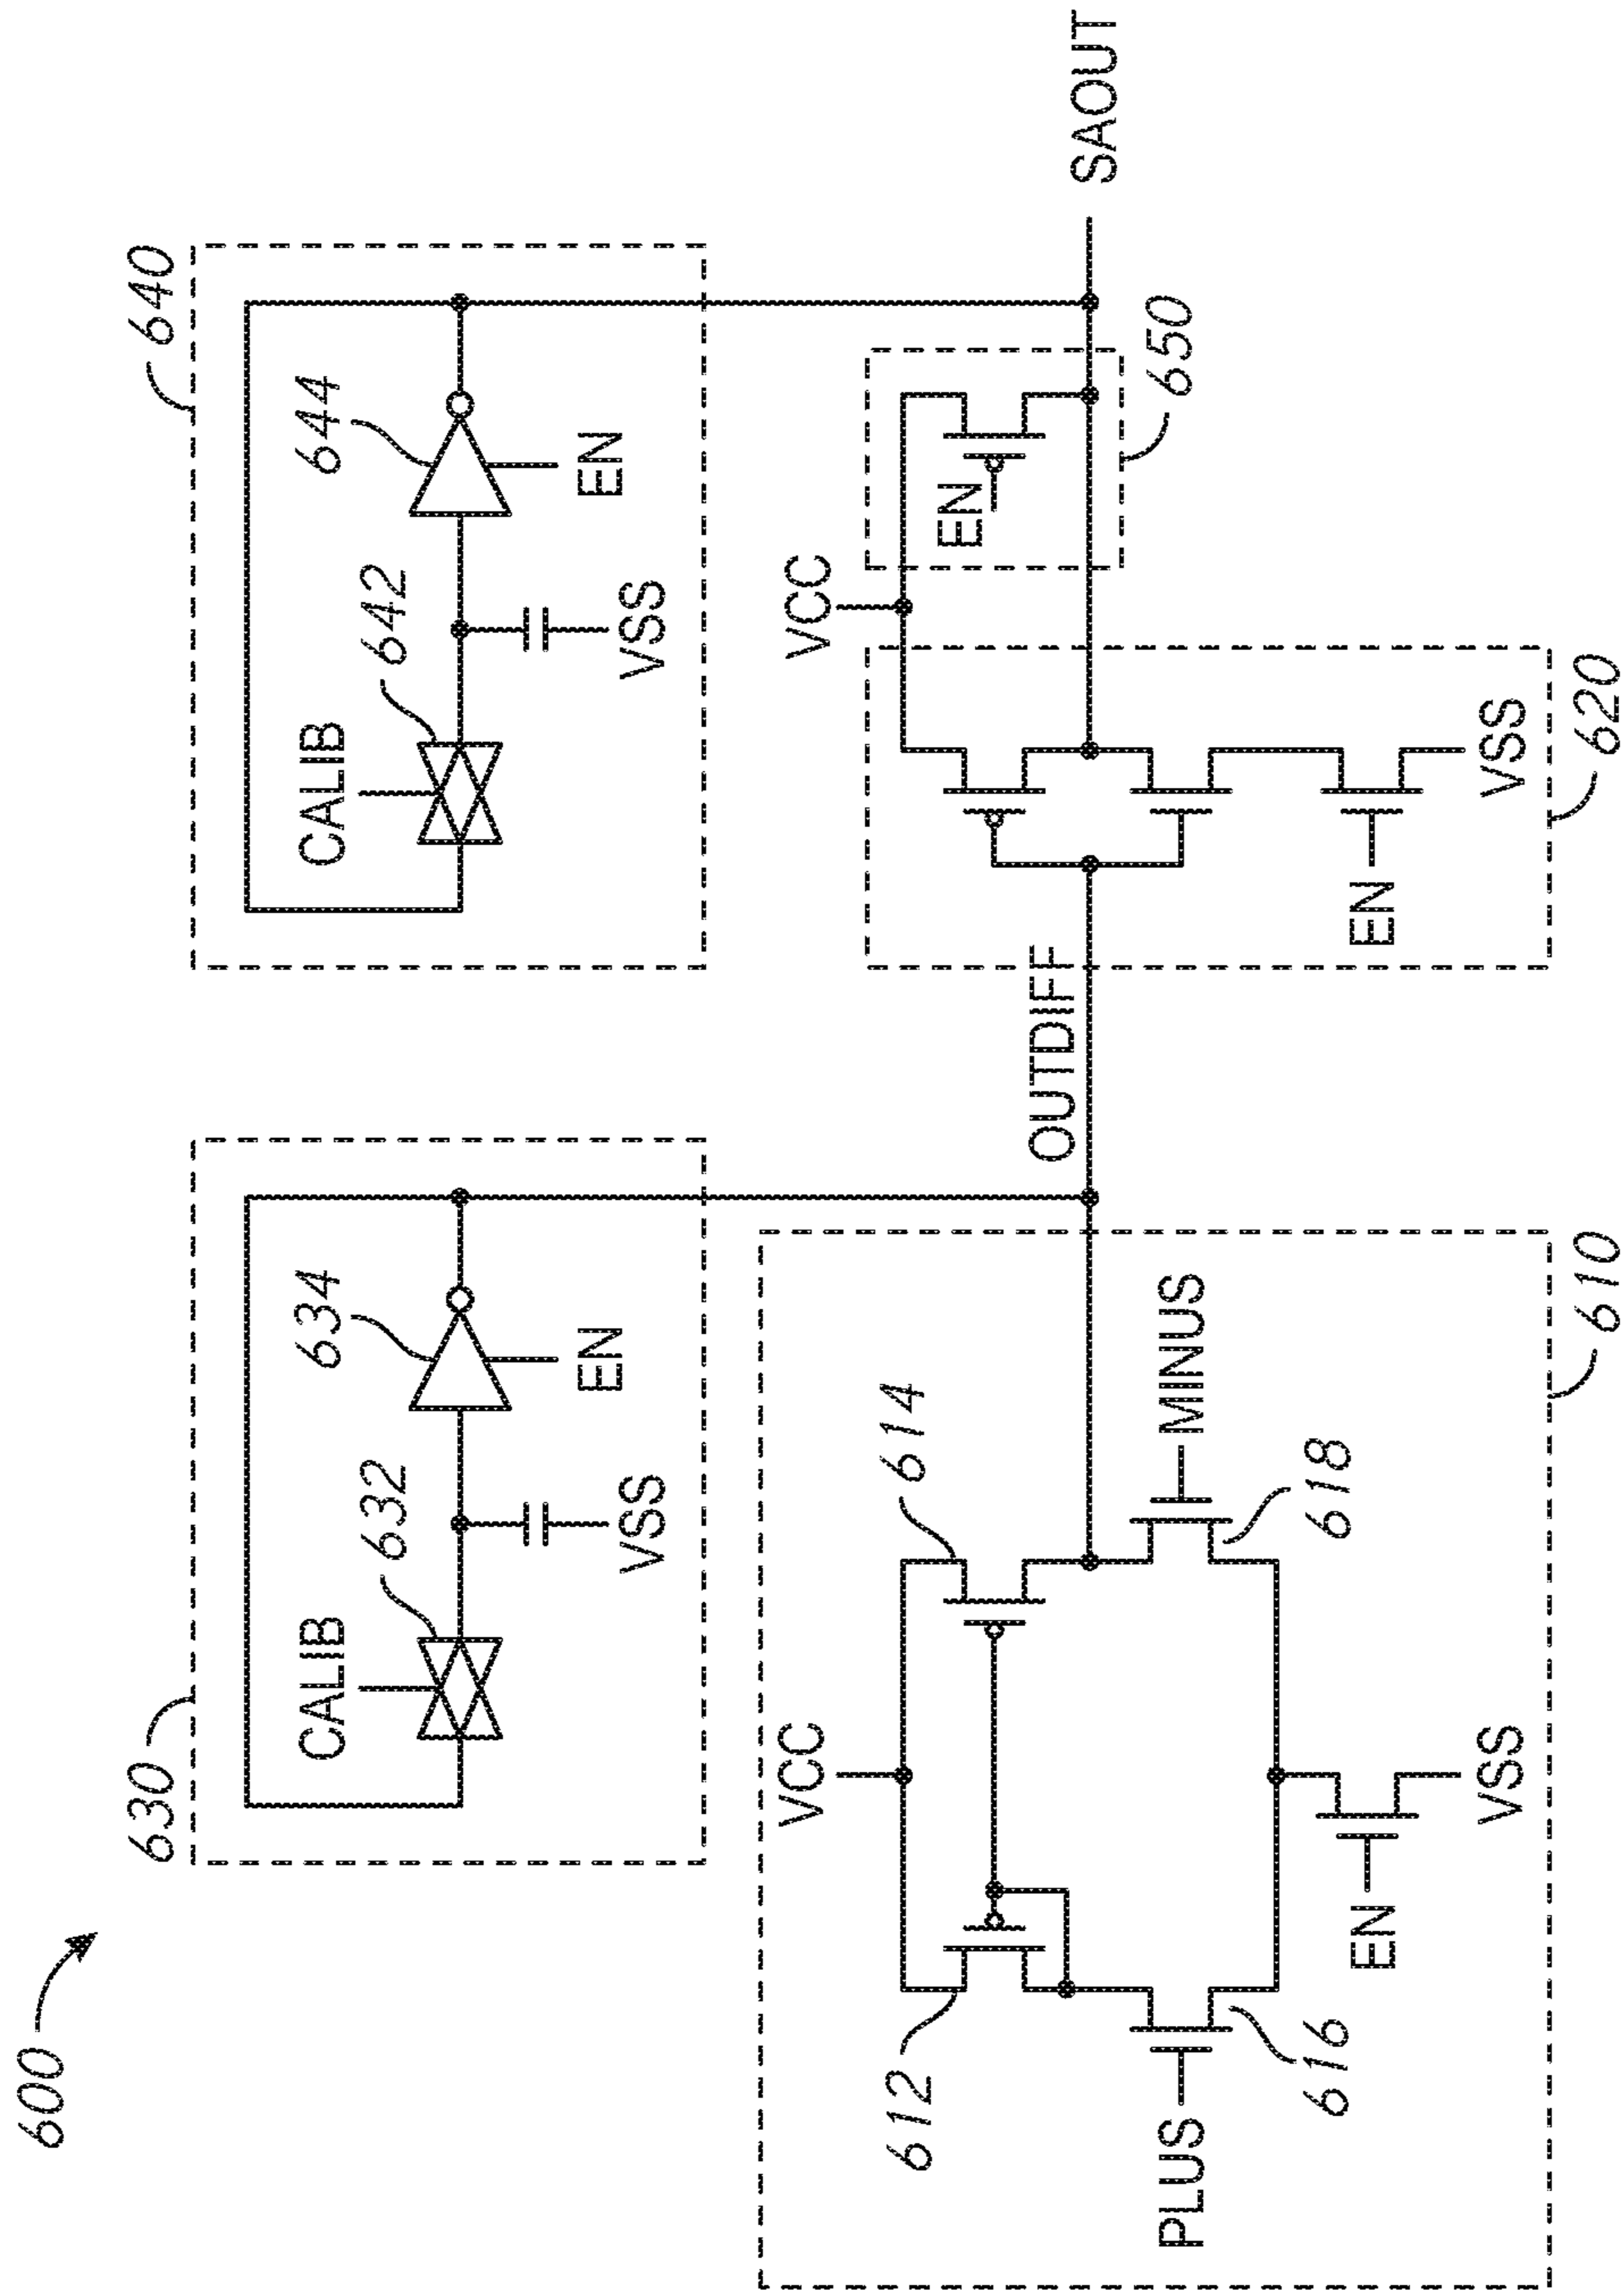 600
630
640
CALIB
632
634
VSS
EN
CALIB
642
644
VSS
EN
VCC
612
614
PLUS
MINUS
616
618
EN
VSS
610
OUTDIFF
VCC
EN
EN
VSS
620
650
SAOUT